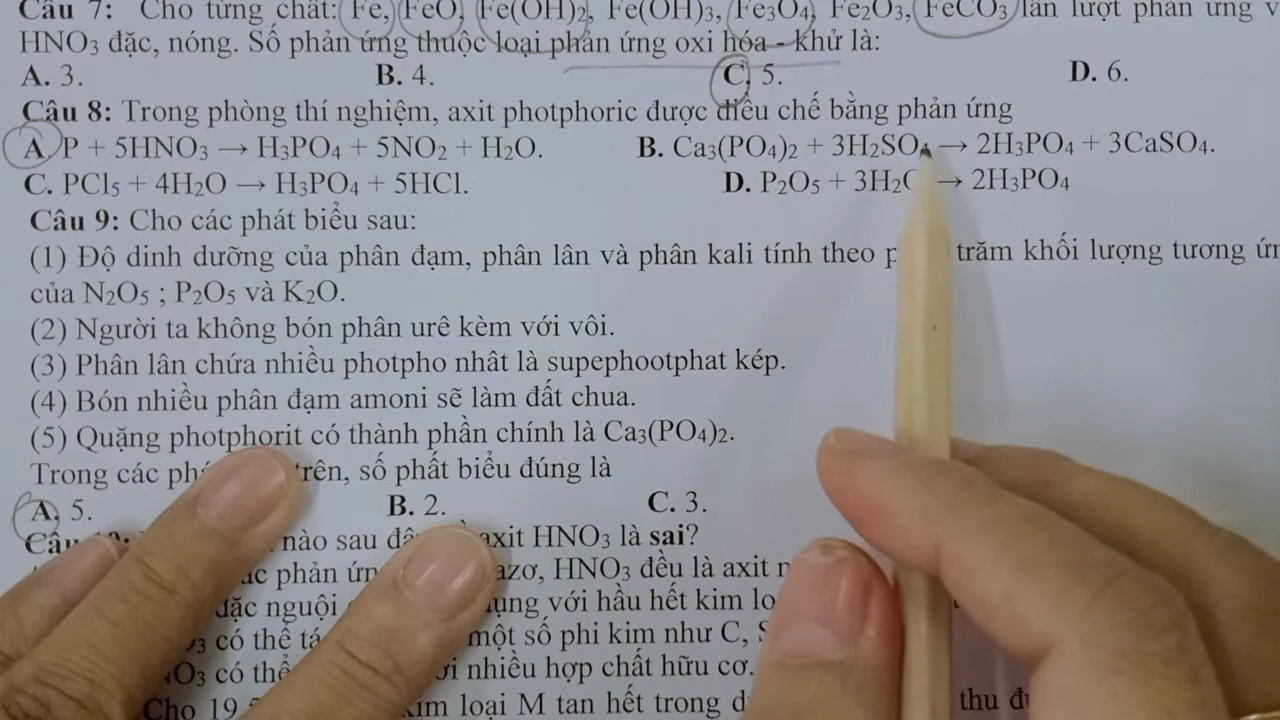 Câu 7: Cho từng chất: Fe, FeO, Fe(OH)₂, Fe(OH)₃, Fe₃O₄, Fe₂O₃, FeCO₃ lần lượt phản ứng
HNO₃ đặc, nóng. Số phản ứng thuộc loại phản ứng oxi hóa - khử là:
A. 3. B. 4. C. 5. D. 6.
Câu 8: Trong phòng thí nghiệm, axit photphoric được điều chế bằng phản ứng
A. P + 5HNO₃ → H₃PO₄ + 5NO₂ + H₂O. B. Ca₃(PO₄)₂ + 3H₂SO₄ → 2H₃PO₄ + 3CaSO₄.
C. PCl₅ + 4H₂O → H₃PO₄ + 5HCl. D. P₂O₅ + → 2H₃PO₄
Câu 9: Cho các phát biểu sau:
(1) Độ dinh dưỡng của phân đạm, phân lân và phân kali tính theo trăm khối lượng tương
của N₂O₅ ; P₂O₅ và K₂O.
(2) Người ta không bón phân urê kèm với vôi.
(3) Phân lân chứa nhiều photpho nhât là supephootphat kép.
(4) Bón nhiều phân đạm amoni sẽ làm đất chua.
(5) Quặng photphorit có thành phần chính là Ca₃(PO₄)₂.
Trong các trên, số phất biểu đúng là
A. 5. B. 2. C. 3.
Câu nào sau axit HNO₃ là sai?
phản HNO₃ đều là axit
đặc nguội với hầu hết kim
có thể một số phi kim như C,
có thể nhiều hợp chất hữu cơ.
Cho 19 kim loại M tan hết trong thu